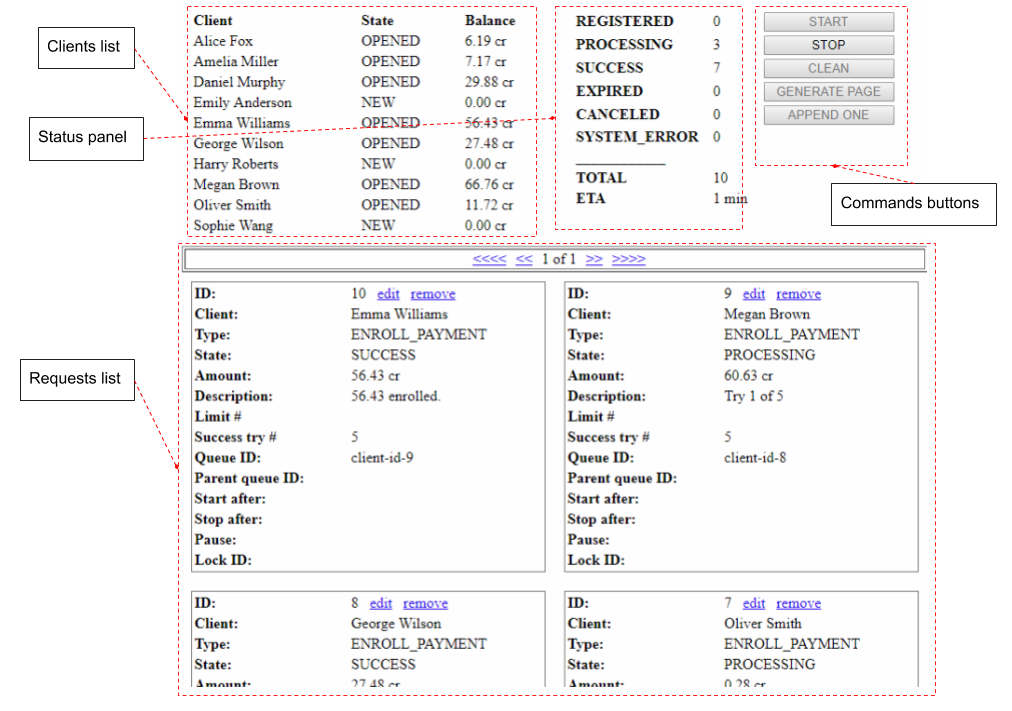 Clients list
Client State Balance
Alice Fox OPENED 6.19 cr
Amelia Miller OPENED 7.17 cr
Daniel Murphy OPENED 29.88 cr
Emily Anderson NEW 0.00 cr
Emma Williams OPENED 56.43 cr
George Wilson OPENED 27.48 cr
Harry Roberts NEW 0.00 cr
Megan Brown OPENED 66.76 cr
Oliver Smith OPENED 11.72 cr
Sophie Wang NEW 0.00 cr
Status panel
REGISTERED 0
PROCESSING 3
SUCCESS 7
EXPIRED 0
CANCELED 0
SYSTEM_ERROR 0
TOTAL 10
ETA 1 min
START
STOP
CLEAN
GENERATE PAGE
APPEND ONE
Commands buttons
<<<< << 1 of 1 >> >>>>
Requests list
ID: 10 edit remove
Client: Emma Williams
Type: ENROLL_PAYMENT
State: SUCCESS
Amount: 56.43 cr
Description: 56.43 enrolled.
Limit #
Success try # 5
Queue ID: client-id-9
Parent queue ID:
Start after:
Stop after:
Pause:
Lock ID:
ID: 9 edit remove
Client: Megan Brown
Type: ENROLL_PAYMENT
State: PROCESSING
Amount: 60.63 cr
Description: Try 1 of 5
Limit #
Success try # 5
Queue ID: client-id-8
Parent queue ID:
Start after:
Stop after:
Pause:
Lock ID:
ID: 8 edit remove
Client: George Wilson
Type: ENROLL_PAYMENT
State: SUCCESS
Amount: 27.48 cr
ID: 7 edit remove
Client: Oliver Smith
Type: ENROLL_PAYMENT
State: PROCESSING
Amount: 0.28 cr